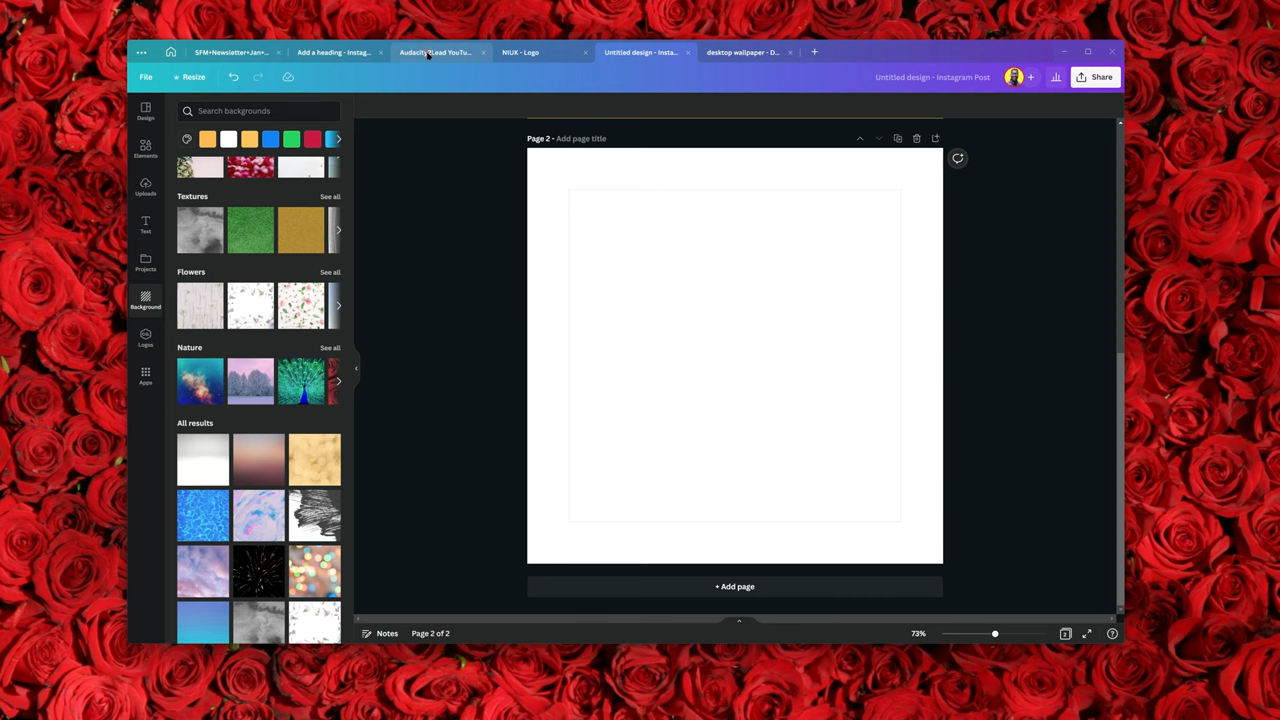 SFM+Newsletter+Jan+...
Add a heading - Instag...
Audacity Lead YouTu...
NIUK - Logo
Untitled design - Insta...
desktop wallpaper - D...
File
Resize
Untitled design - Instagram Post
Share
Design
Elements
Uploads
Text
Projects
Background
Logos
Apps
Search backgrounds
Textures
See all
Flowers
See all
Nature
See all
All results
Page 2 - Add page title
+ Add page
Notes
Page 2 of 2
73%
2